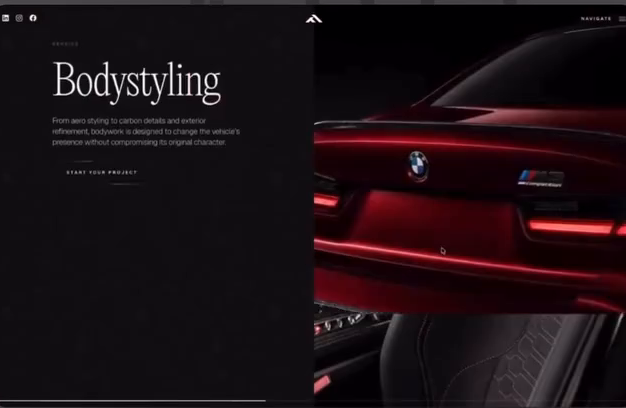 NAVIGATE
SERVICE
Bodystyling
From aero styling to carbon details and exterior
refinement, bodywork is designed to change the vehicle's
presence without compromising its original character.
START YOUR PROJECT
competition